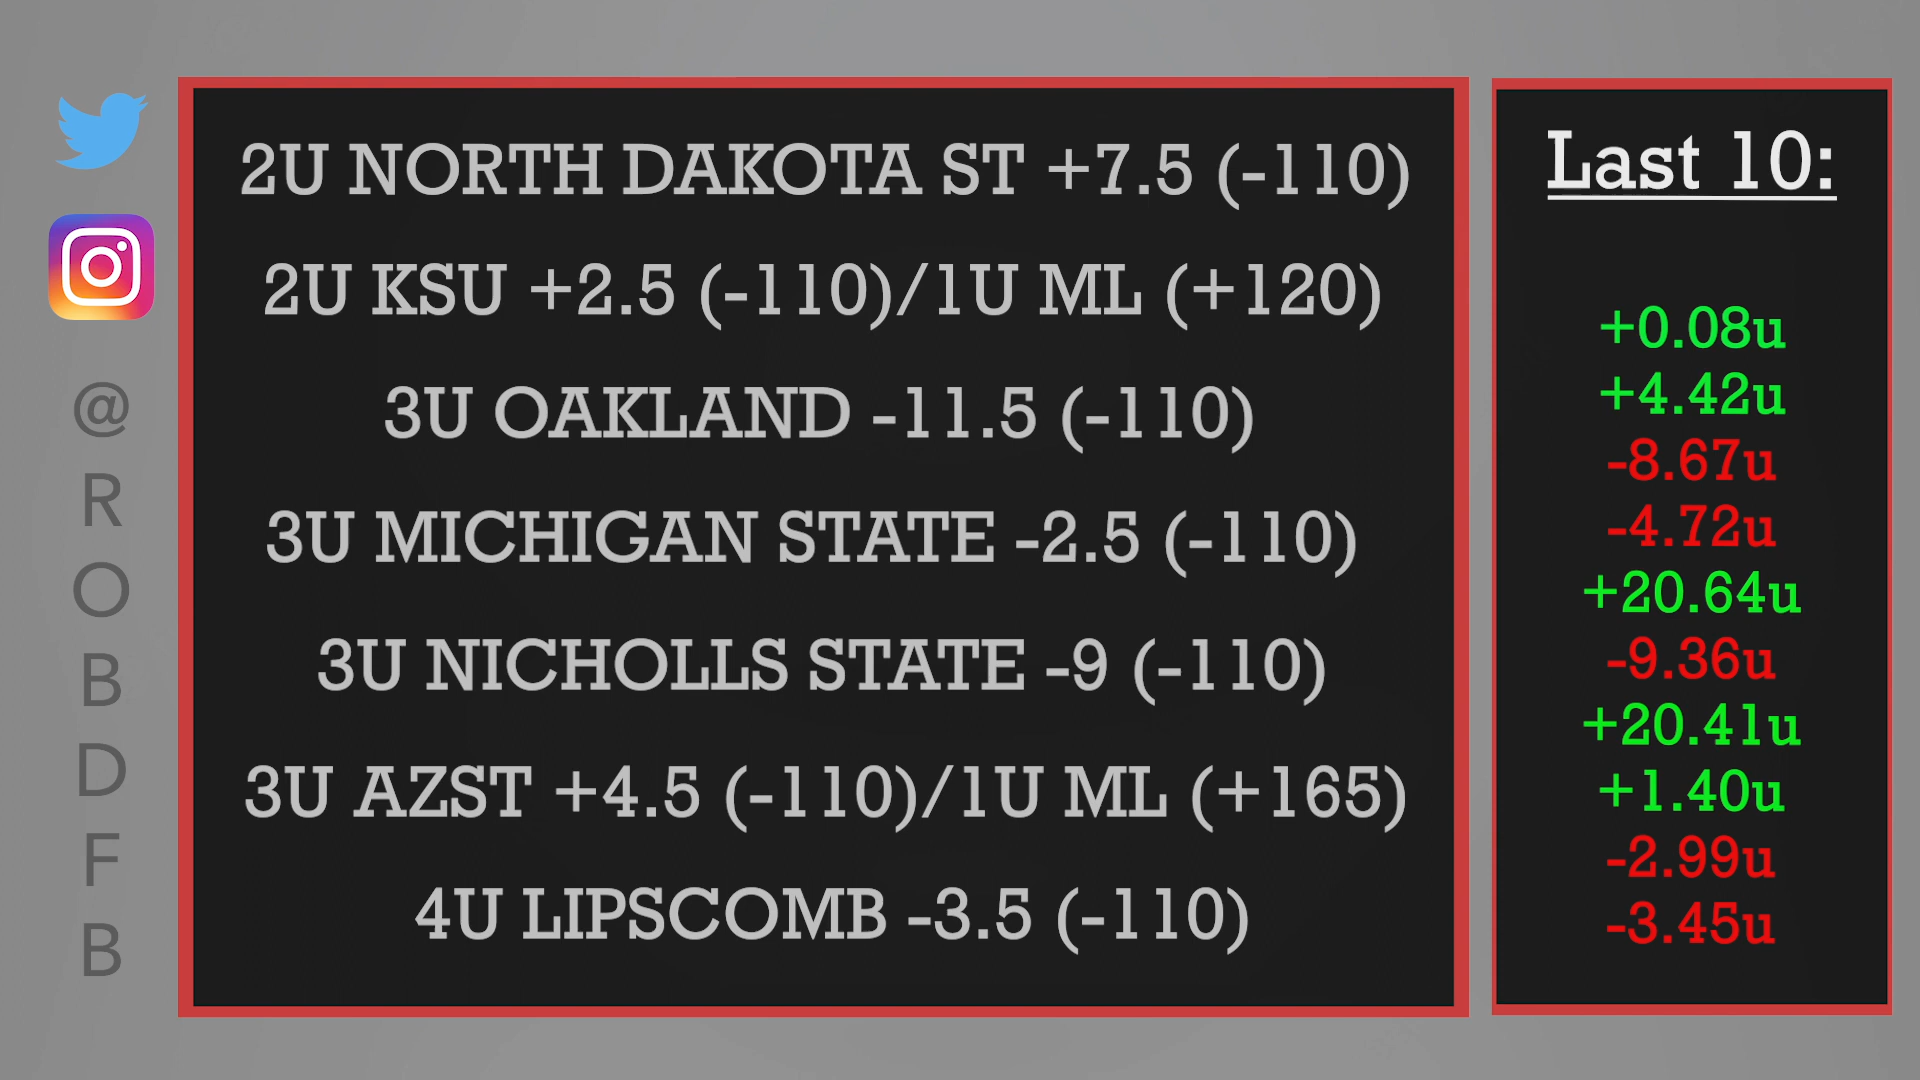 @
R
O
B
D
F
B
2U NORTH DAKOTA ST +7.5 (-110)
2U KSU +2.5 (-110)/1U ML (+120)
3U OAKLAND -11.5 (-110)
3U MICHIGAN STATE -2.5 (-110)
3U NICHOLLS STATE -9 (-110)
3U AZST +4.5 (-110)/1U ML (+165)
4U LIPSCOMB -3.5 (-110)
Last 10:
+0.08u
+4.42u
-8.67u
-4.72u
+20.64u
-9.36u
+20.41u
+1.40u
-2.99u
-3.45u